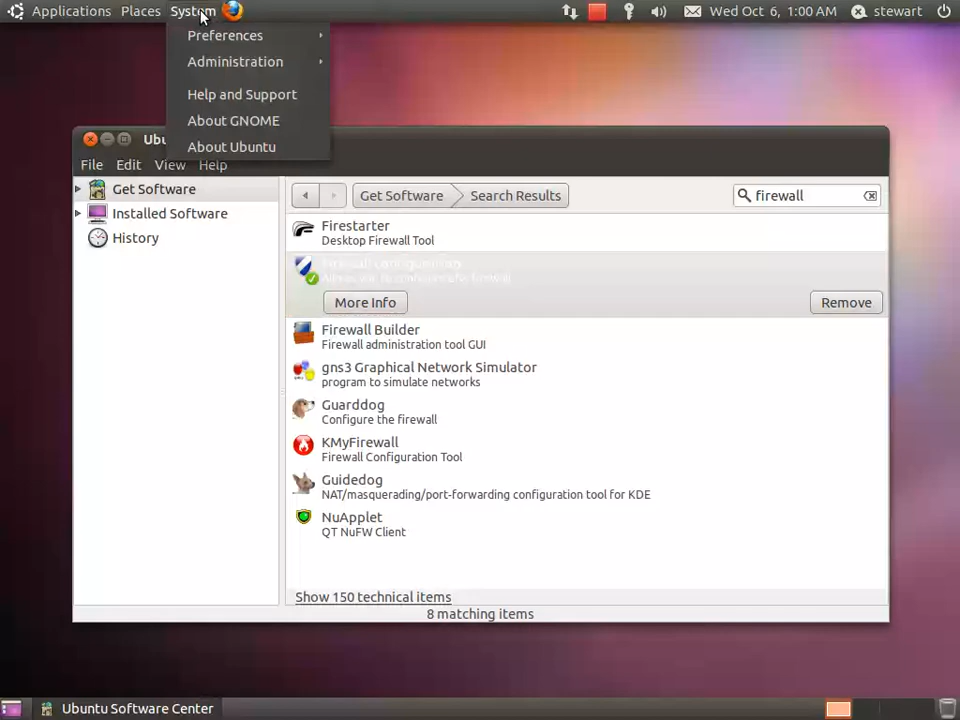 Applications Places System
Wed Oct 6, 1:00 AM stewart
Preferences
Administration
Help and Support
About GNOME
About Ubuntu
Ubu
File Edit View Help
Get Software
Installed Software
History
Get Software Search Results firewall
Firestarter
Desktop Firewall Tool
Firewall configuration
More Info Remove
Firewall Builder
Firewall administration tool GUI
gns3 Graphical Network Simulator
program to simulate networks
Guarddog
Configure the firewall
KMyFirewall
Firewall Configuration Tool
Guidedog
NAT/masquerading/port-forwarding configuration tool for KDE
NuApplet
QT NuFW Client
Show 150 technical items
8 matching items
Ubuntu Software Center